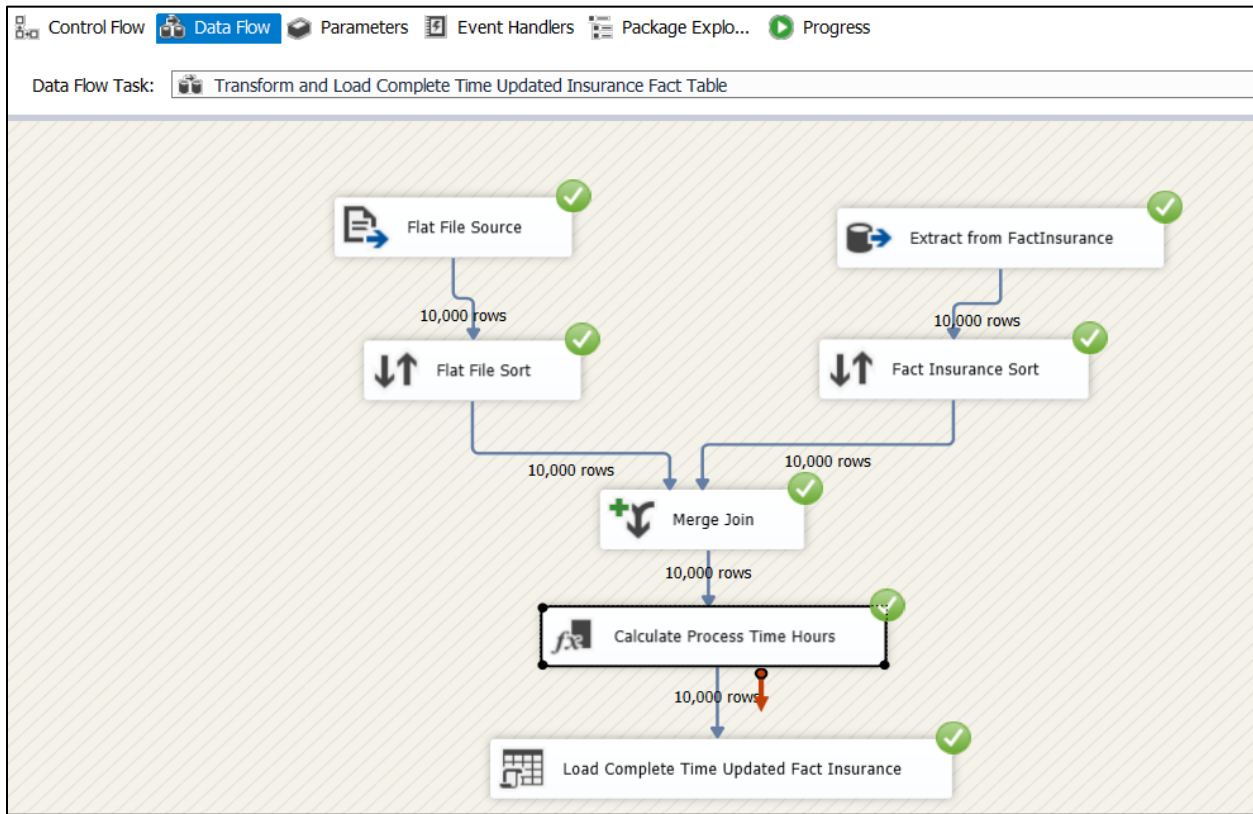 Control Flow Data Flow Parameters Event Handlers Package Explo... Progress
Data Flow Task: Transform and Load Complete Time Updated Insurance Fact Table
Flat File Source
Extract from FactInsurance
10,000 rows
10,000 rows
Flat File Sort
Fact Insurance Sort
10,000 rows
10,000 rows
Merge Join
10,000 rows
fx Calculate Process Time Hours
10,000 rows
Load Complete Time Updated Fact Insurance